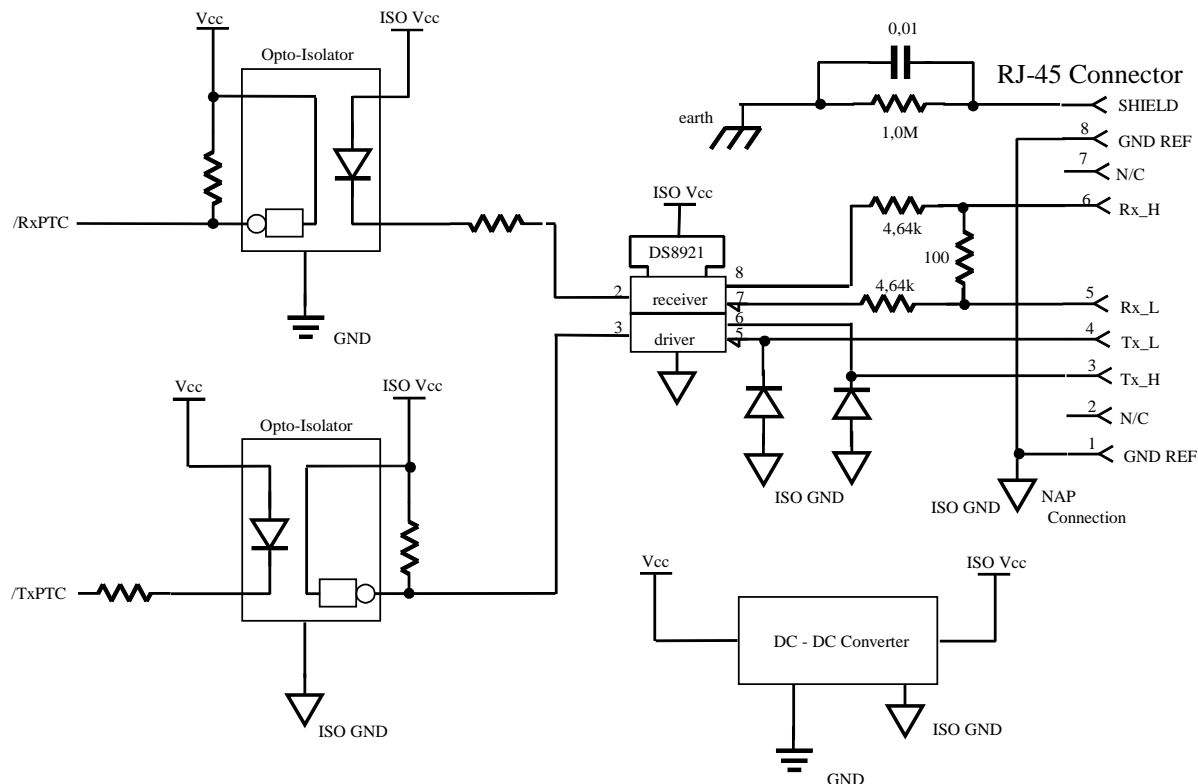 Vcc
ISO Vcc
Opto-Isolator
/RxPTC
GND
0,01
RJ-45 Connector
earth
1,0M
SHIELD
8
GND REF
7
N/C
ISO Vcc
6
Rx_H
4,64k
100
DS8921
8
4,64k
2
receiver
7
5
Rx_L
6
3
driver
5
4
Tx_L
3
Tx_H
2
N/C
1
GND REF
ISO GND
ISO GND
NAP
Connection
Vcc
ISO Vcc
Opto-Isolator
/TxPTC
ISO GND
Vcc
ISO Vcc
DC - DC Converter
ISO GND
GND